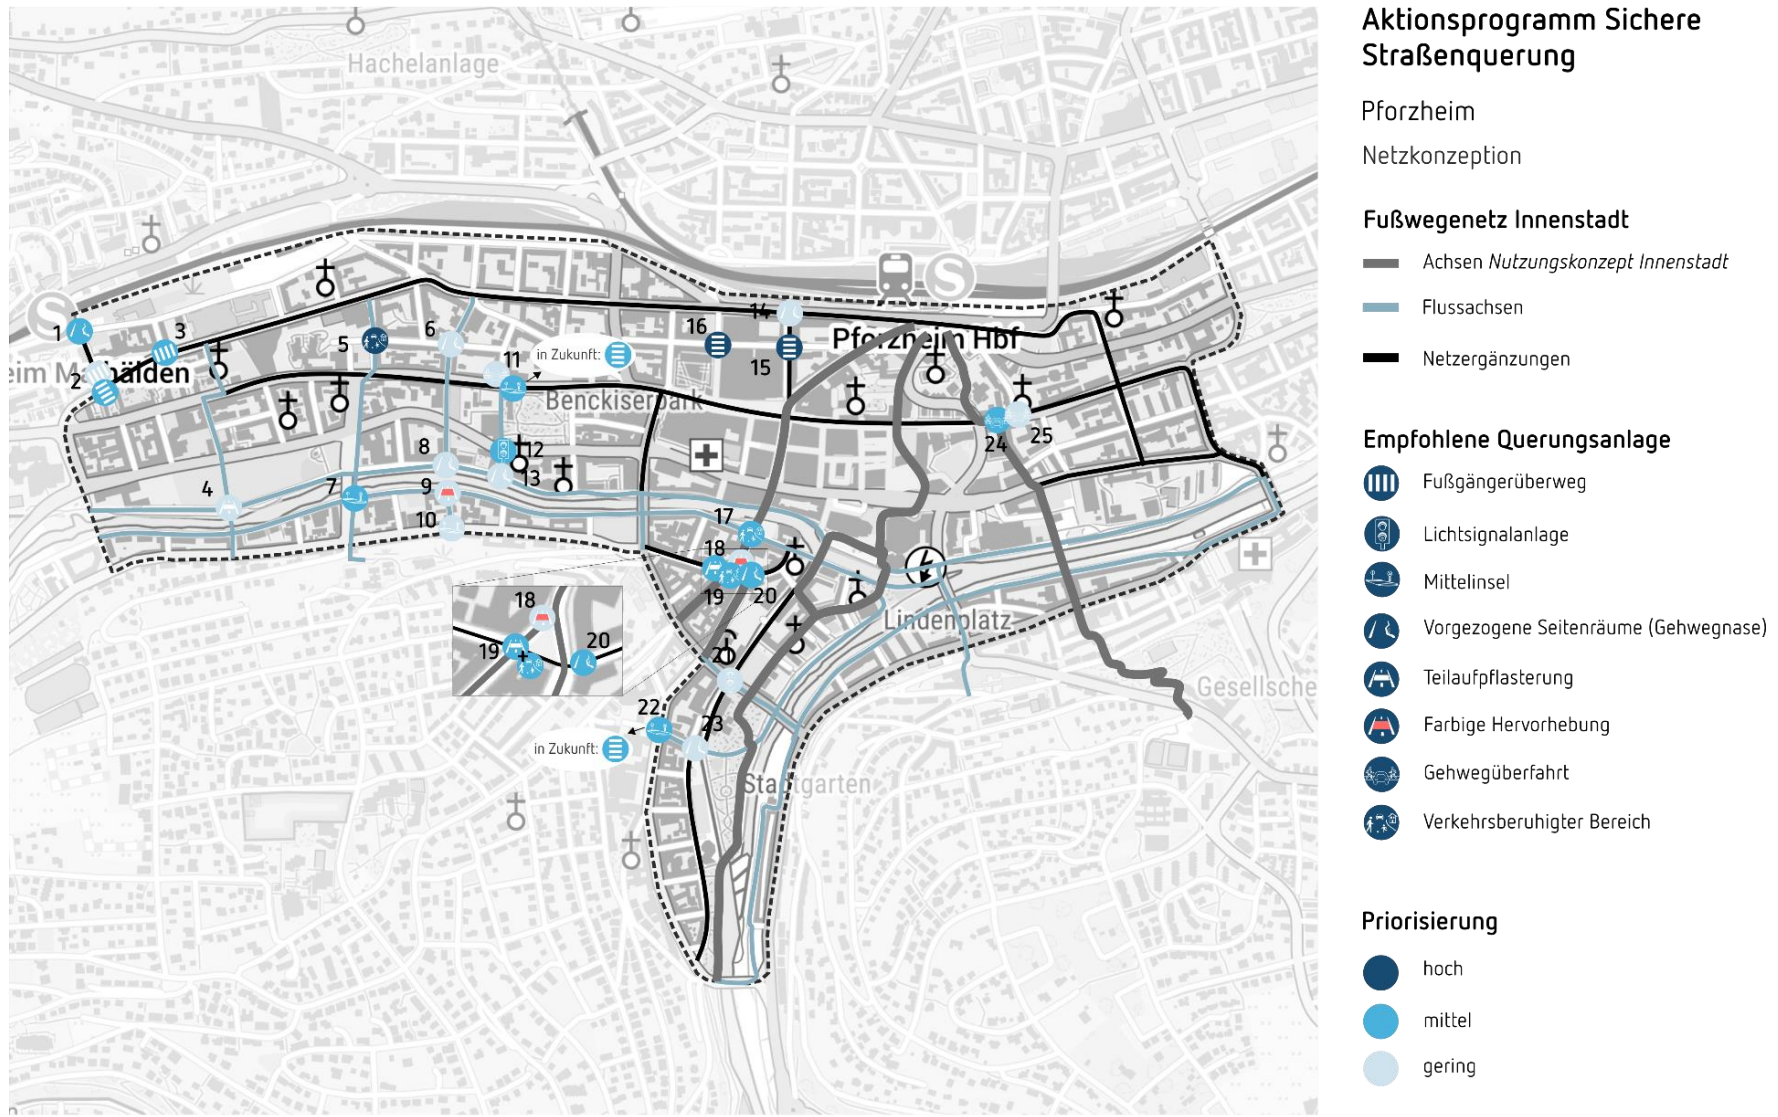 Aktionsprogramm Sichere
Straßenquerung
Pforzheim
Netzkonzeption
Fußwegenetz Innenstadt
Achsen Nutzungskonzept Innenstadt
Flussachsen
Netzergänzungen
Empfohlene Querungsanlage
Fußgängerüberweg
Lichtsignalanlage
Mittelinsel
Vorgezogene Seitenräume (Gehwegnase)
Teilaufpflasterung
Farbige Hervorhebung
Gehwegüberfahrt
Verkehrsberuhigter Bereich
Priorisierung
hoch
mittel
gering
Hachelanlage
S
S
1
3
5
6
16
14
Pforzheim Hbf
11
in Zukunft:
15
2
Benckiserpark
24
25
8
12
4
7
9
13
10
17
18
19
20
Lindenplatz
18
19
+
20
21
22
23
in Zukunft:
Stadtgarten
Gesellsche